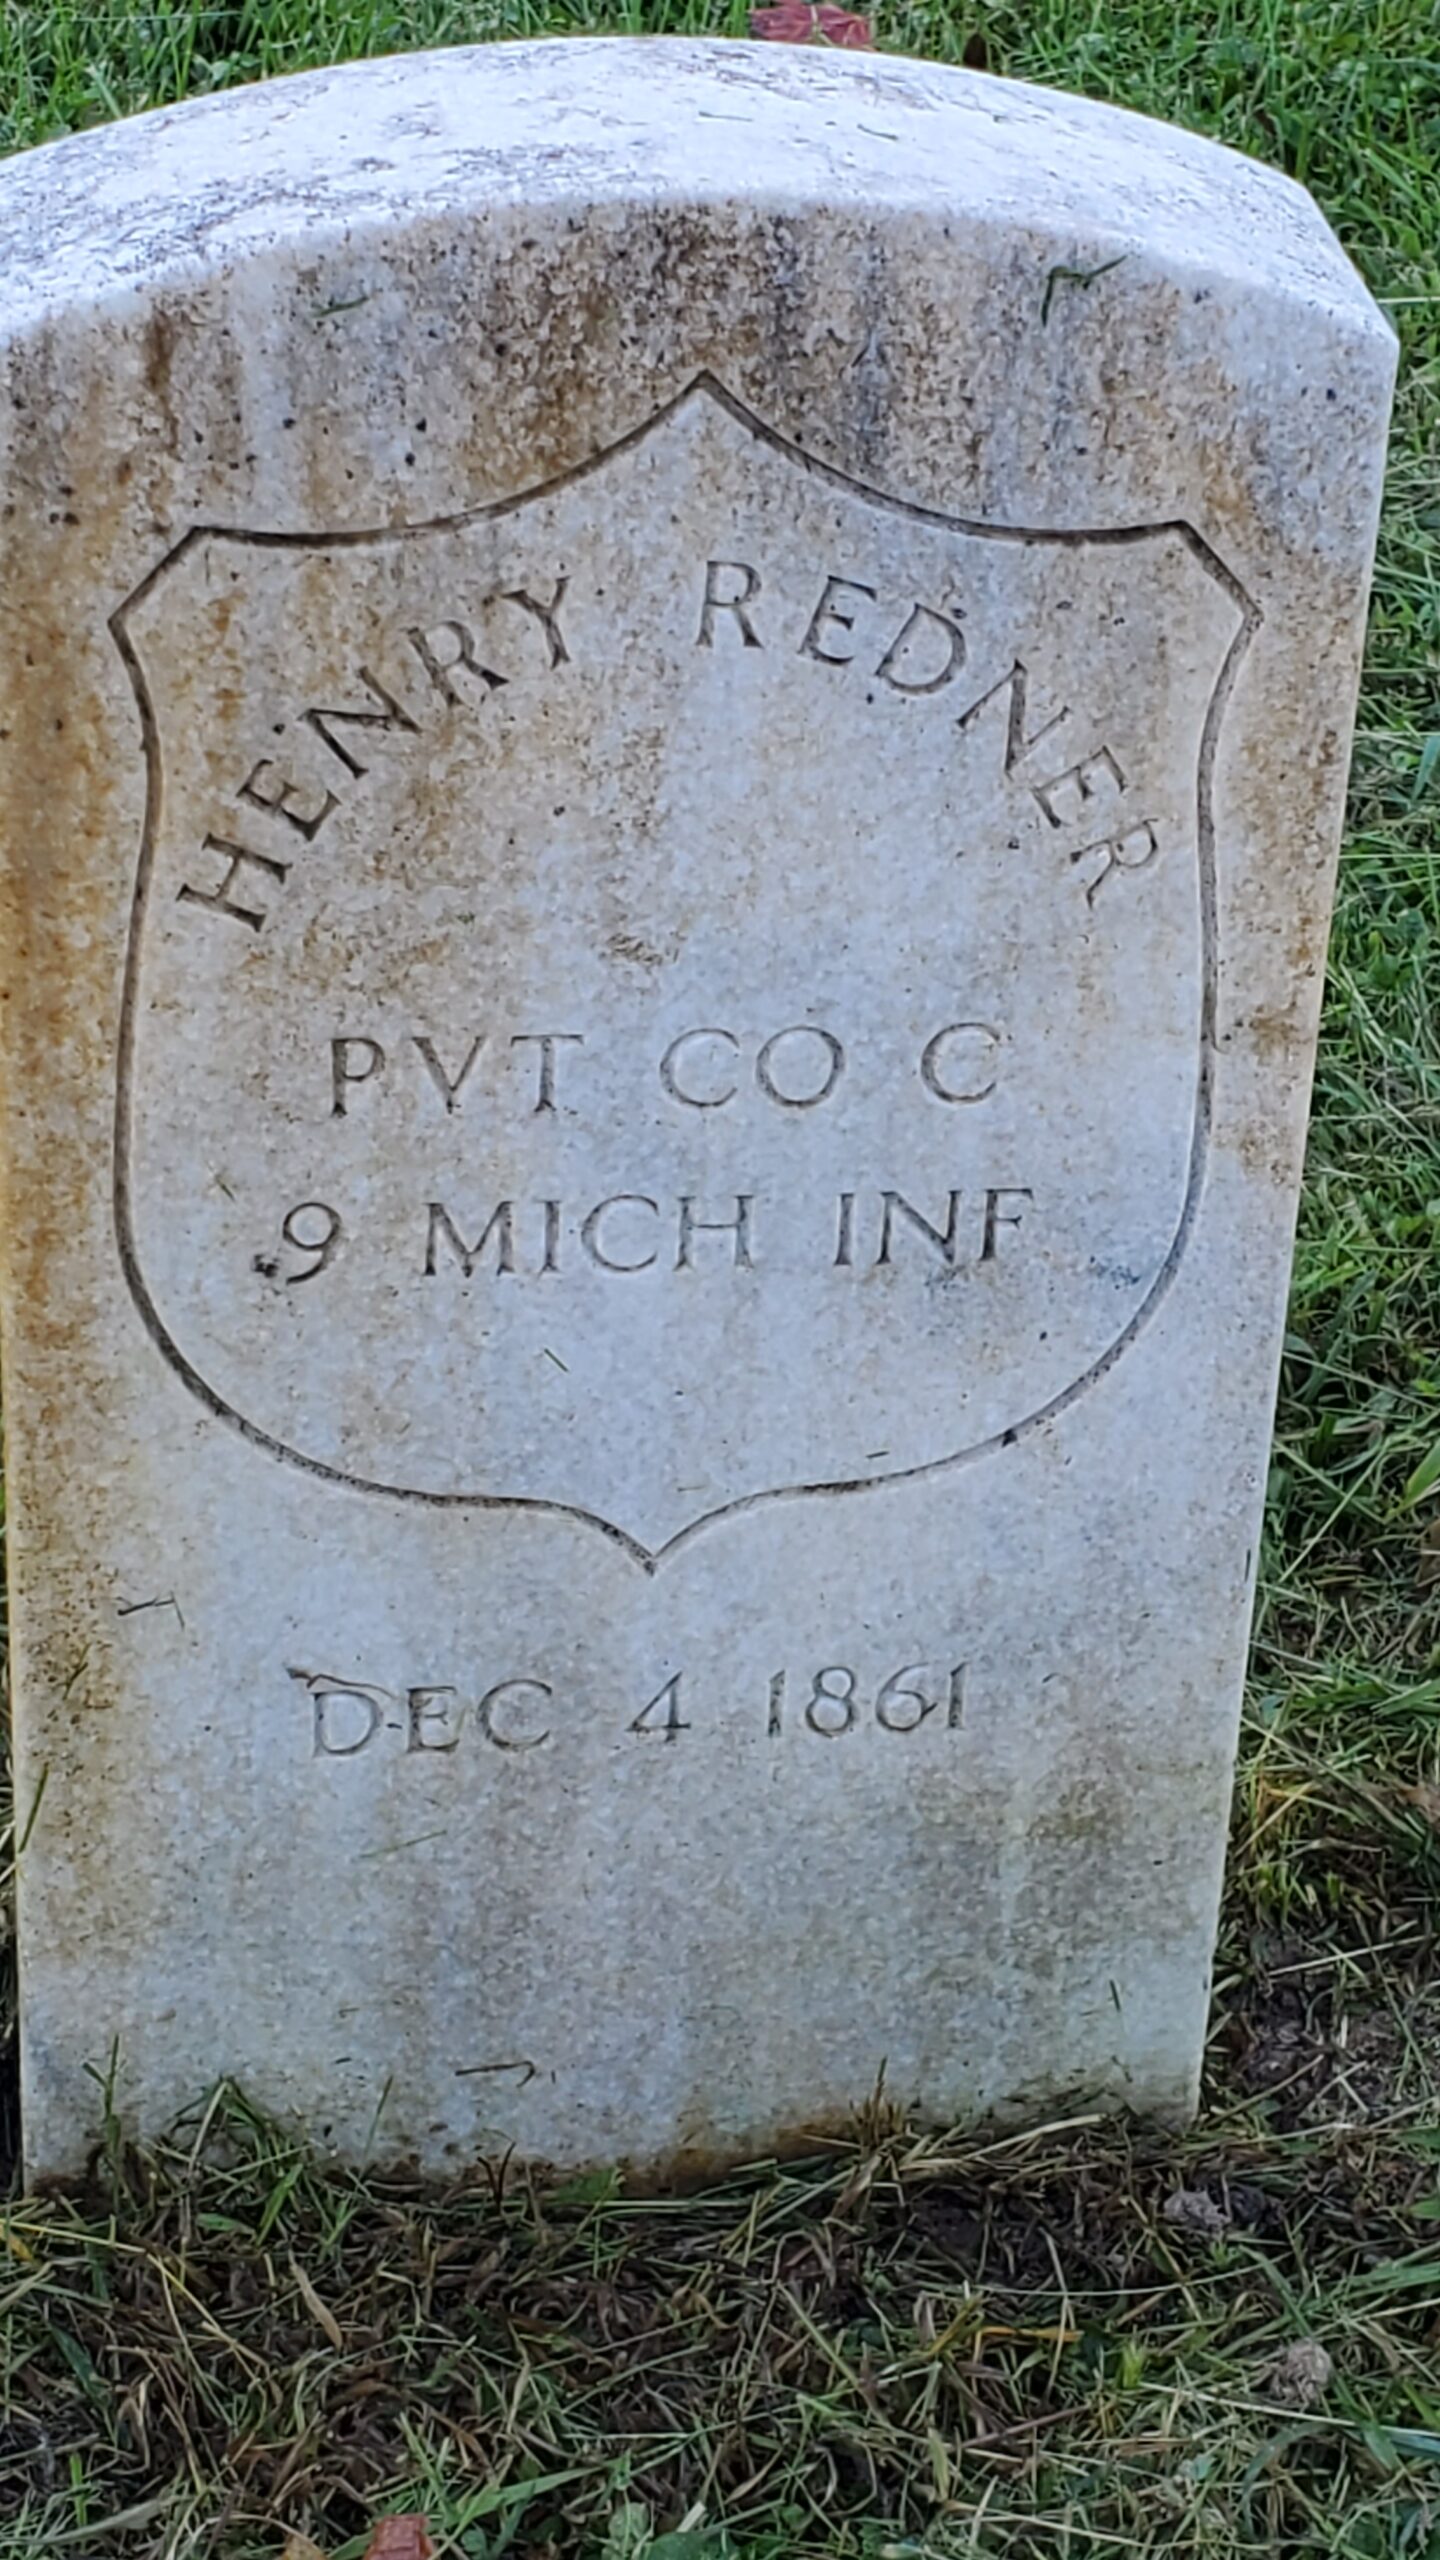 HENRY REDNER
PVT CO C
9 MICH INF
DEC 4 1861